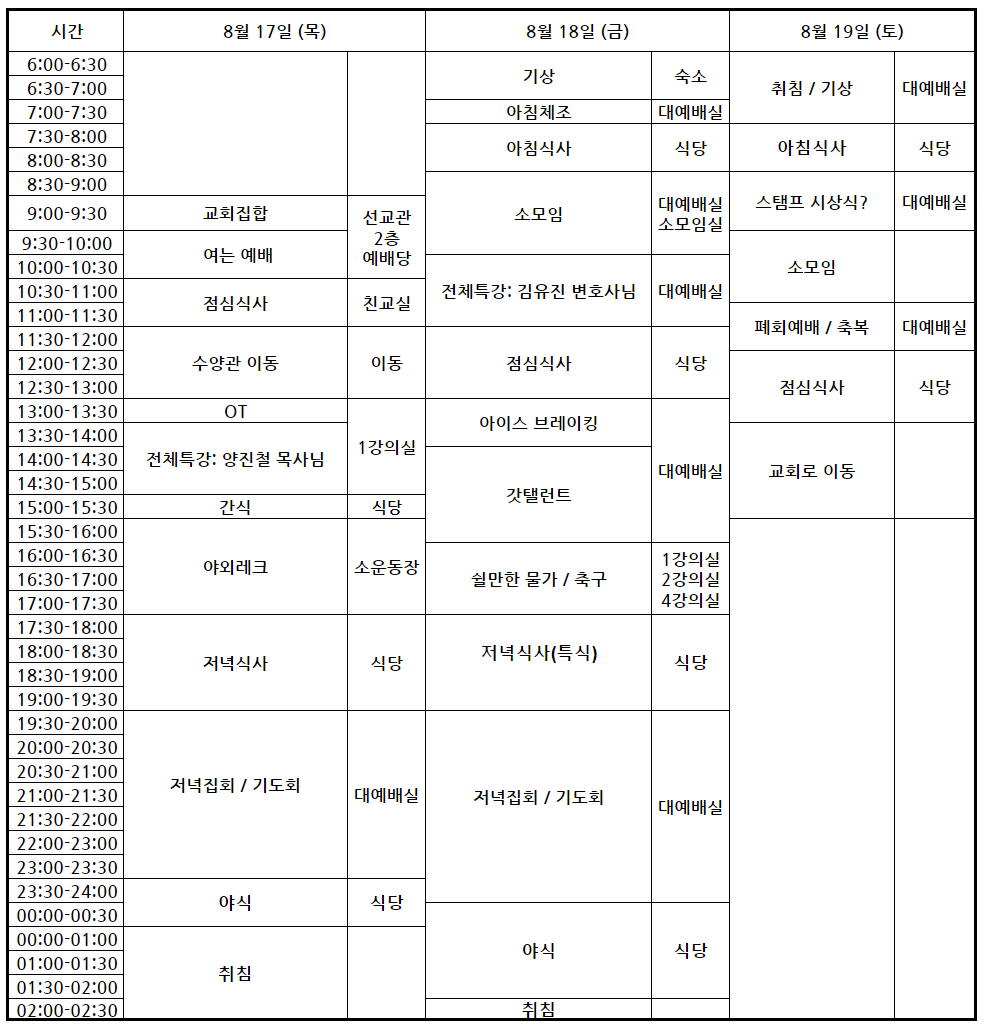 시간 8월 17일 (목) 8월 18일 (금) 8월 19일 (토)
6:00-6:30
기상 숙소
6:30-7:00
취침 / 기상 대예배실
7:00-7:30 아침체조 대예배실
7:30-8:00
아침식사 식당 아침식사 식당
8:00-8:30
8:30-9:00
스탬프 시상식? 대예배실
9:00-9:30 교회집합
소모임
대예배실
소모임실
선교관
2층
예배당
9:30-10:00
여는 예배
10:00-10:30
소모임
10:30-11:00
점심식사 친교실
전체특강: 김유진 변호사님 대예배실
11:00-11:30
폐회예배 / 축복 대예배실
11:30-12:00
12:00-12:30
수양관 이동 이동 점심식사 식당
12:30-13:00
점심식사 식당
13:00-13:30 OT
아이스 브레이킹
13:30-14:00
14:00-14:30
전체특강: 양진철 목사님 1강의실
대예배실
교회로 이동
14:30-15:00
갓탤런트
15:00-15:30 간식 식당
15:30-16:00
16:00-16:30
야외레크 소운동장
16:30-17:00
쉴만한 물가 / 축구
1강의실
2강의실
4강의실
17:00-17:30
17:30-18:00
18:00-18:30
저녁식사 식당
저녁식사(특식) 식당
18:30-19:00
19:00-19:30
19:30-20:00
20:00-20:30
20:30-21:00
저녁집회 / 기도회 대예배실
21:00-21:30
저녁집회 / 기도회 대예배실
21:30-22:00
22:00-23:00
23:00-23:30
23:30-24:00
야식 식당
00:00-00:30
00:00-01:00
야식 식당
01:00-01:30
취침
01:30-02:00
02:00-02:30 취침